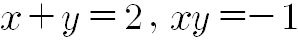 x + y = 2 , xy = − 1